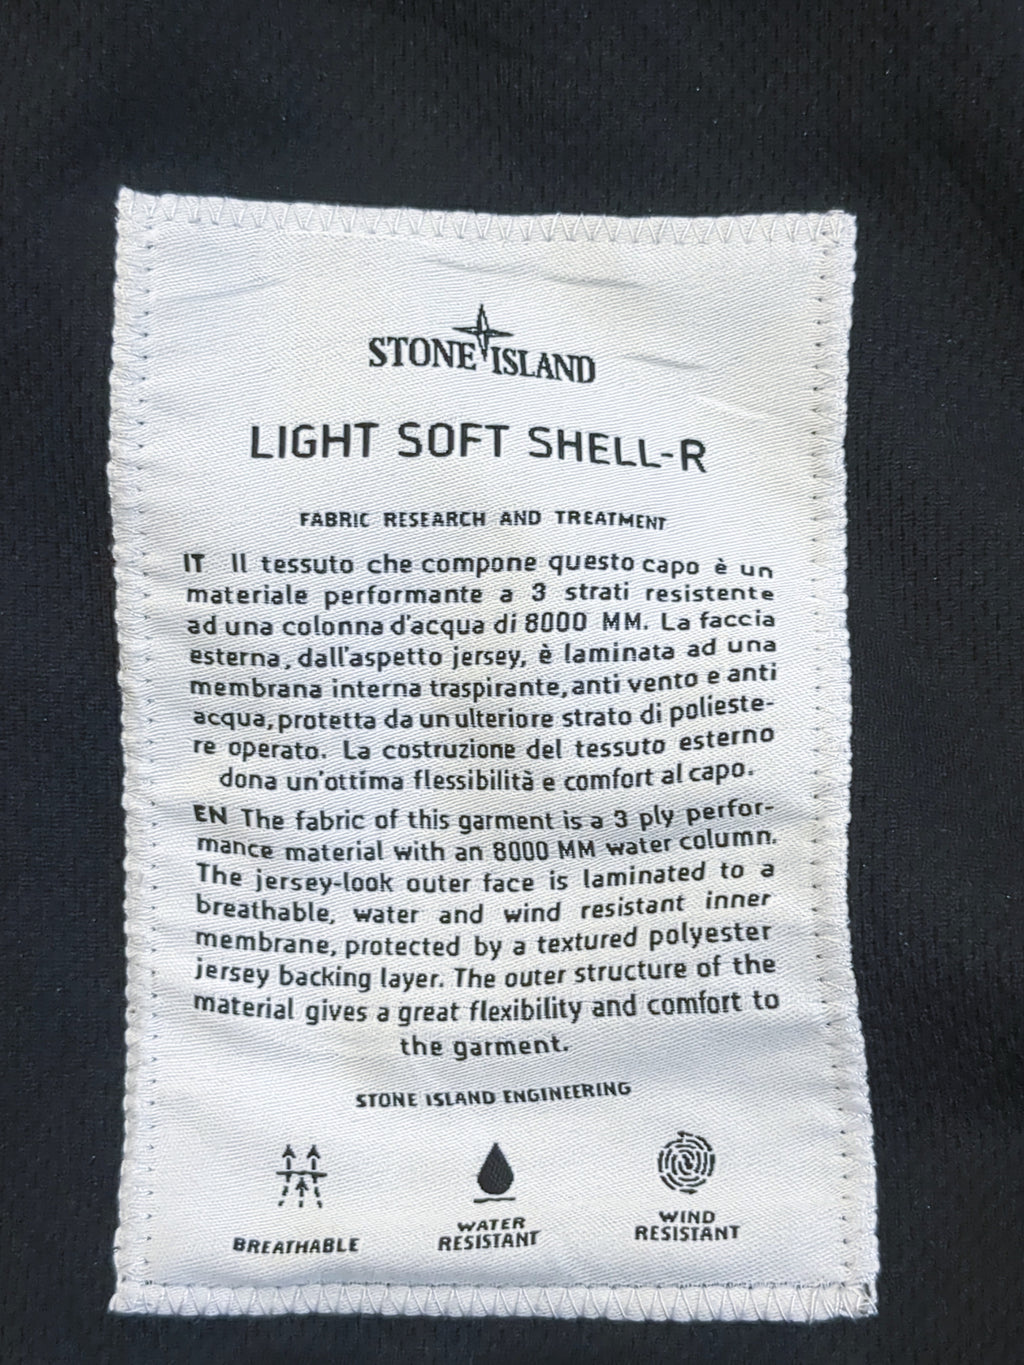 STONE ISLAND
LIGHT SOFT SHELL-R
FABRIC RESEARCH AND TREATMENT
IT Il tessuto che compone questo capo è un
materiale performante a 3 strati resistente
ad una colonna d'acqua di 8000 MM. La faccia
esterna, dall'aspetto jersey, è laminata ad una
membrana interna traspirante, anti vento e anti
acqua, protetta da un ulteriore strato di polieste-
re operato. La costruzione del tessuto esterno
dona un'ottima flessibilità e comfort al capo.
EN The fabric of this garment is a 3 ply perfor-
mance material with an 8000 MM water column.
The jersey-look outer face is laminated to a
breathable, water and wind resistant inner
membrane, protected by a textured polyester
jersey backing layer. The outer structure of the
material gives a great flexibility and comfort to
the garment.
STONE ISLAND ENGINEERING
BREATHABLE
WATER
RESISTANT
WIND
RESISTANT